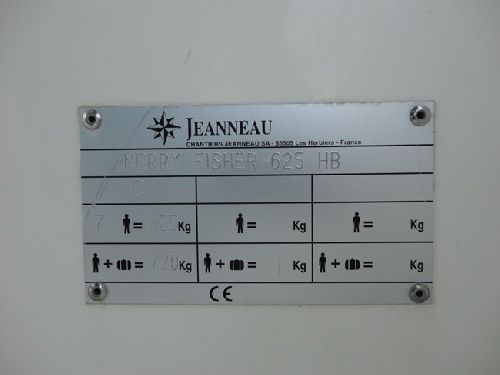 JEANNEAU
CHANTIERS JEANNEAU SA - 85505 Les Herbiers - France
MERRY FISHER 625 HB
C
7 = 525 Kg = Kg = Kg
+ = 720 Kg + = Kg + = Kg
CE